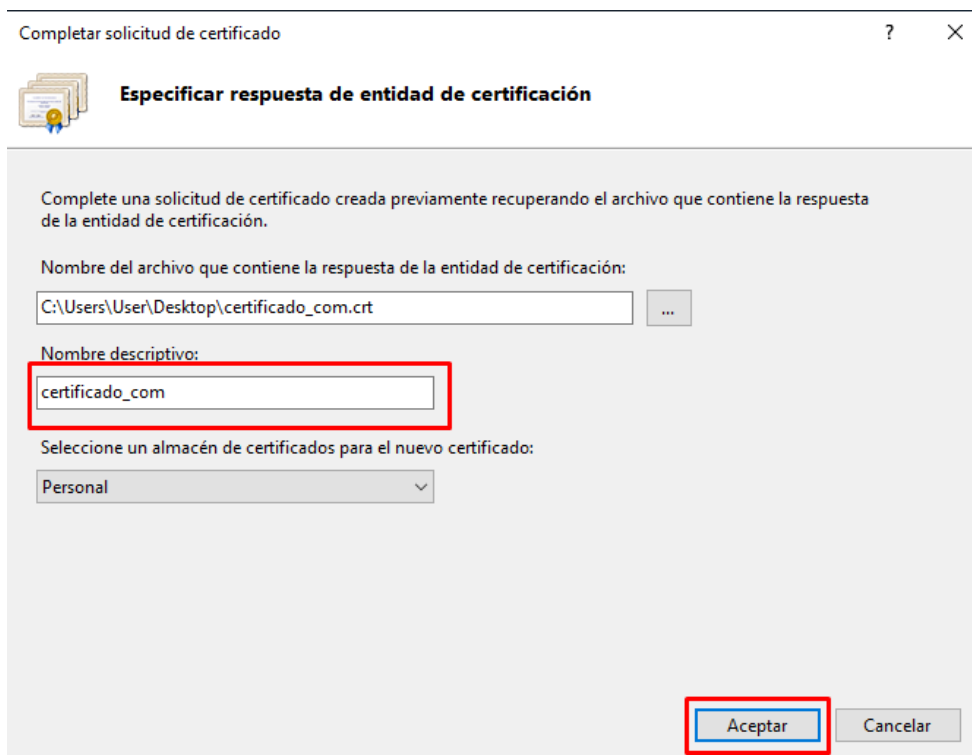 Completar solicitud de certificado
?
Especificar respuesta de entidad de certificación
Complete una solicitud de certificado creada previamente recuperando el archivo que contiene la respuesta
de la entidad de certificación.
Nombre del archivo que contiene la respuesta de la entidad de certificación:
C:\Users\User\Desktop\certificado_com.crt
...
Nombre descriptivo:
certificado_com
Seleccione un almacén de certificados para el nuevo certificado:
Personal
Aceptar
Cancelar